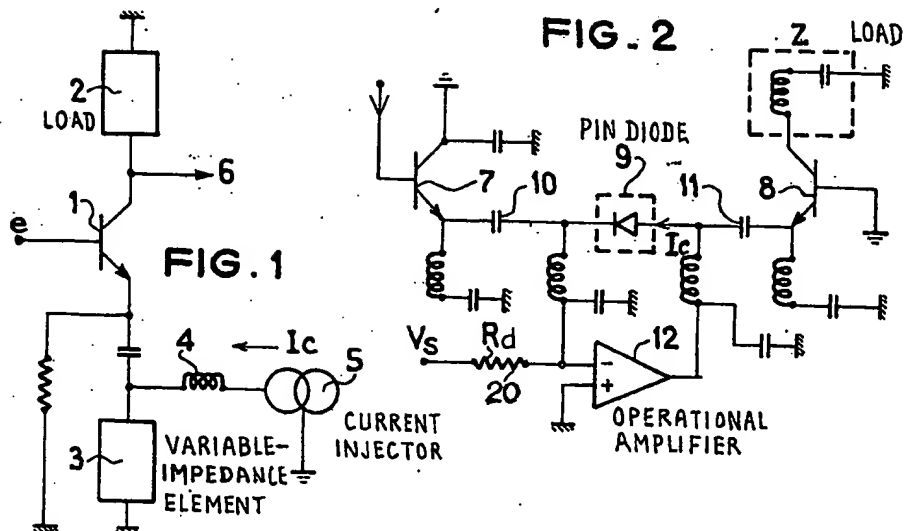 FIG. 1
2
LOAD
6
1
e
4
Ic
5
CURRENT
INJECTOR
3
VARIABLE-
IMPEDANCE
ELEMENT
FIG. 2
Z
LOAD
PIN DIODE
9
7
10
11
8
Ic
Vs
Rd
20
12
-
+
OPERATIONAL
AMPLIFIER